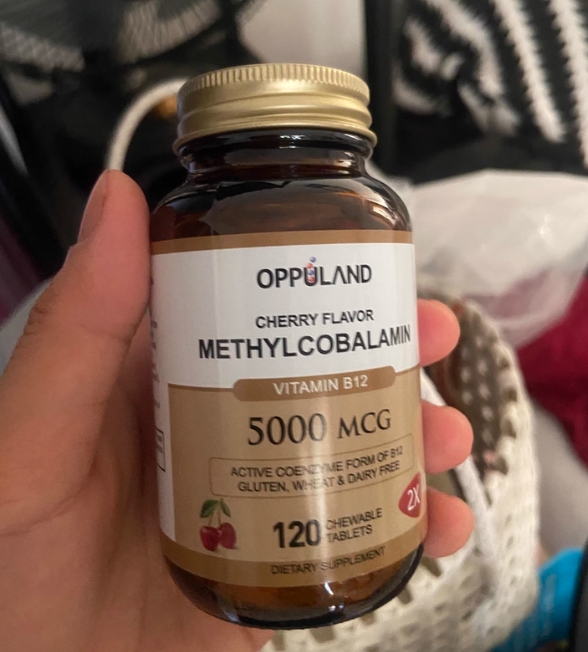 OPPULAND
CHERRY FLAVOR
METHYLCOBALAMIN
VITAMIN B12
5000 MCG
ACTIVE COENZYME FORM OF B12
GLUTEN, WHEAT & DAIRY FREE
2X
120 CHEWABLE
TABLETS
DIETARY SUPPLEMENT